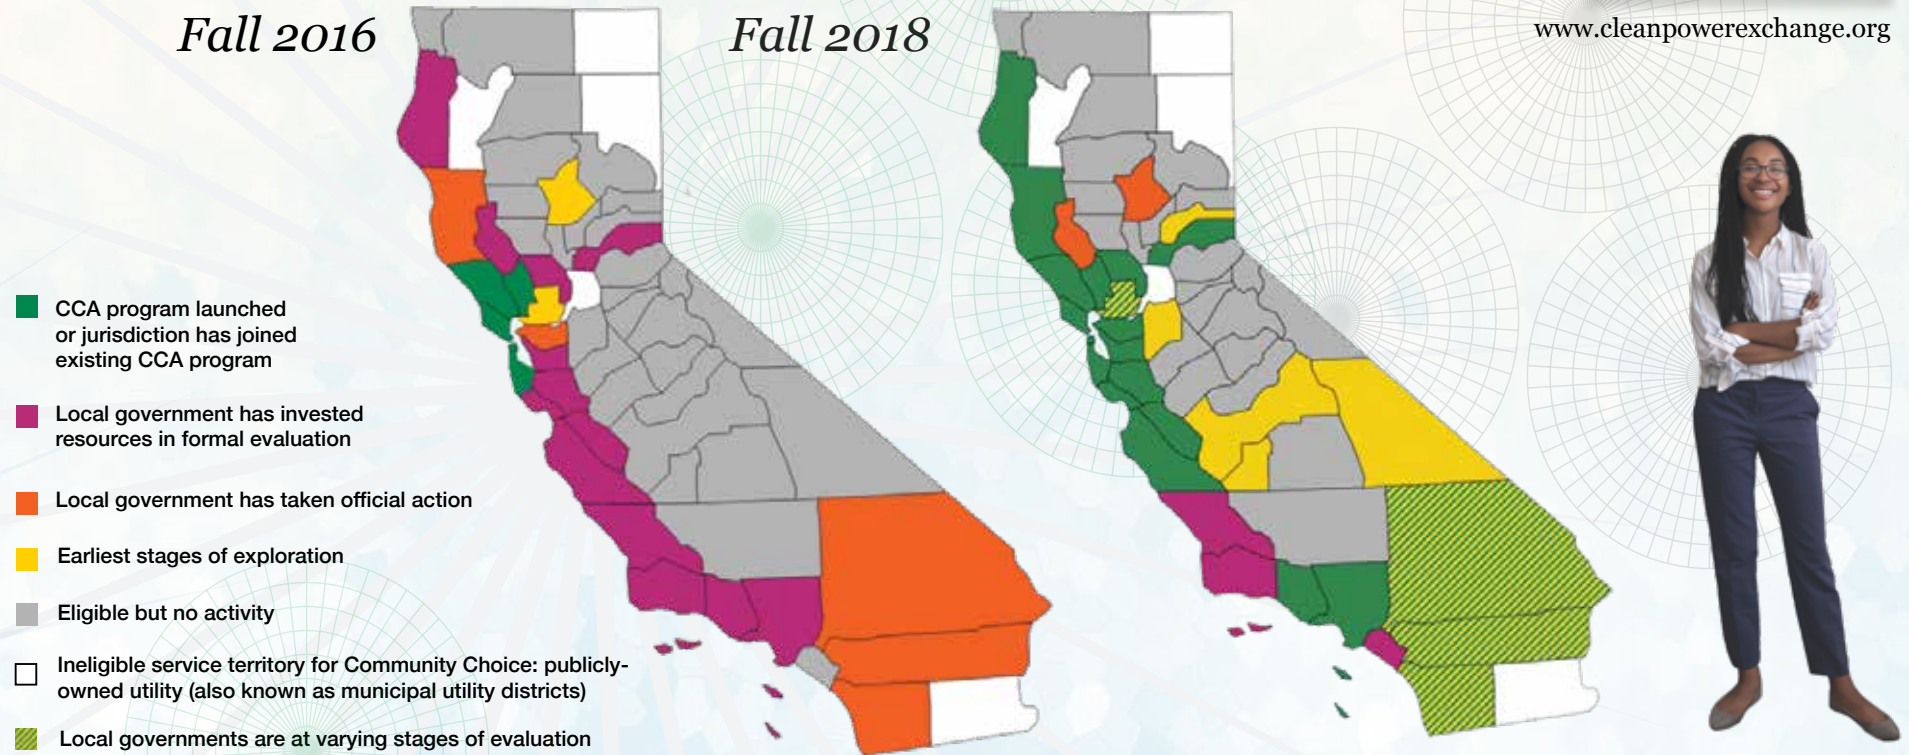 Fall 2016
Fall 2018
www.cleanpowerexchange.org
CCA program launched
or jurisdiction has joined
existing CCA program
Local government has invested
resources in formal evaluation
Local government has taken official action
Earliest stages of exploration
Eligible but no activity
Ineligible service territory for Community Choice: publicly-
owned utility (also known as municipal utility districts)
Local governments are at varying stages of evaluation